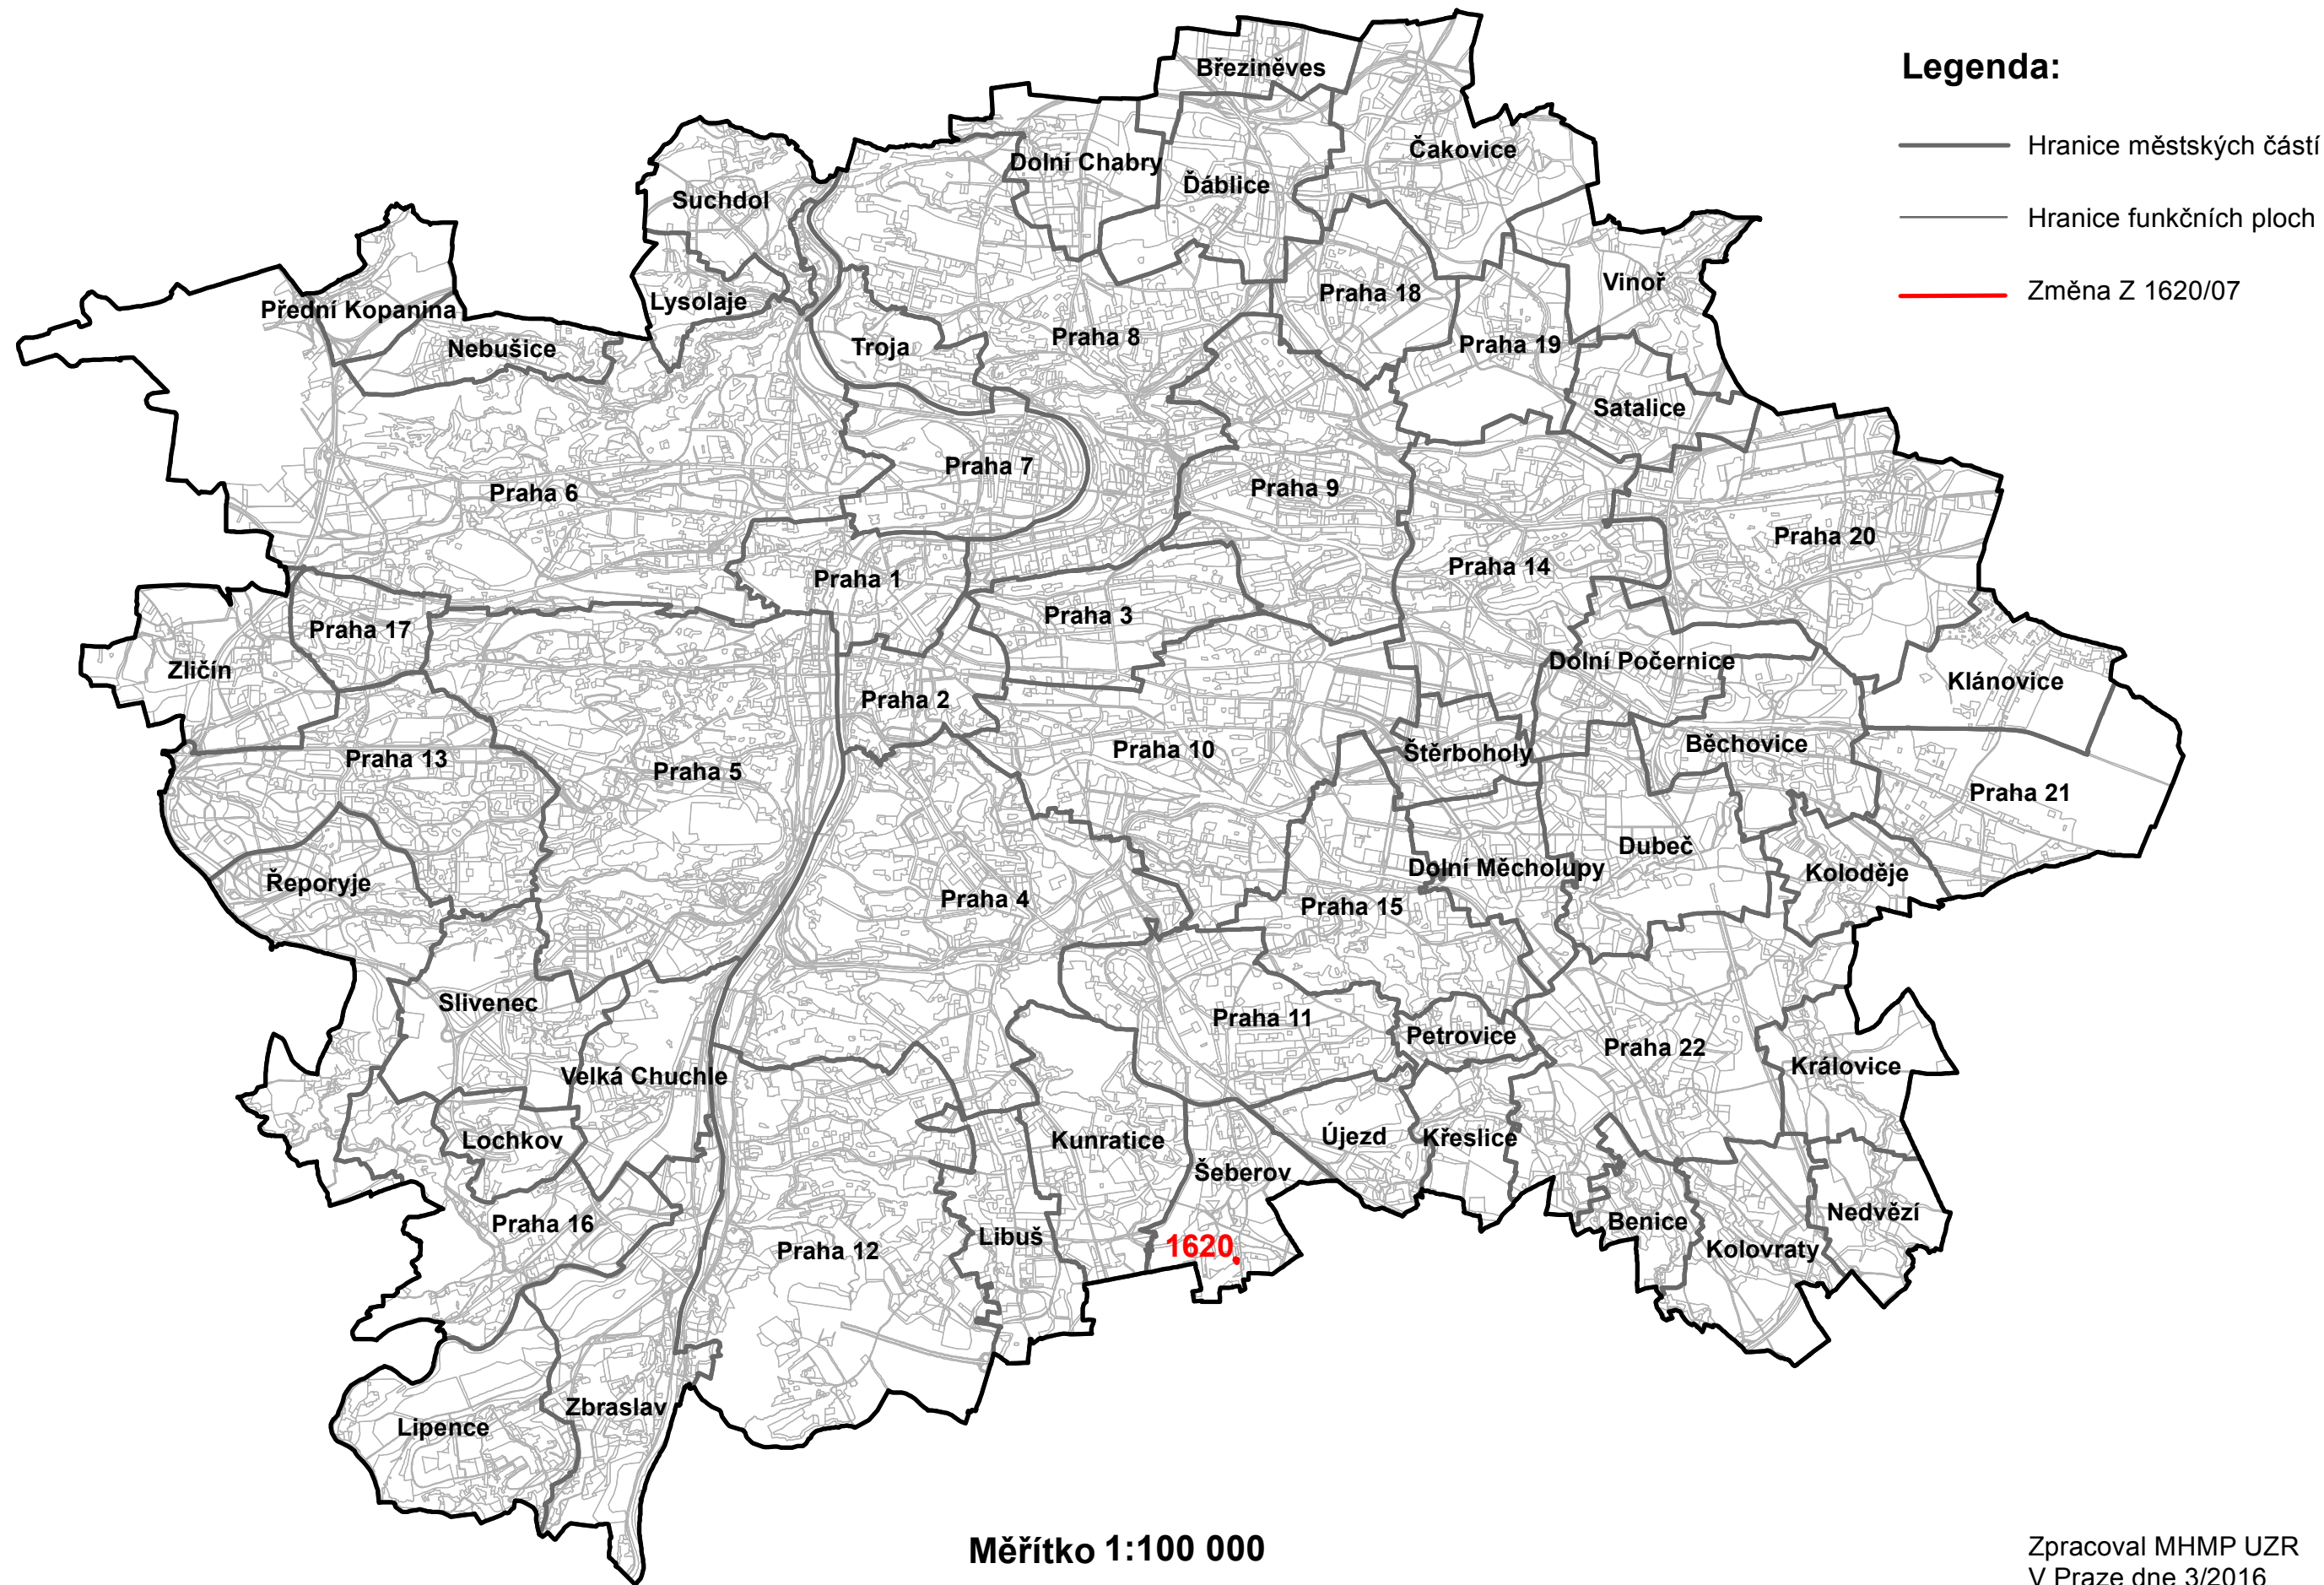 Legenda:
Hranice městských částí
Hranice funkčních ploch
Změna Z 1620/07
Březiněves
Čakovice
Dolní Chabry
Ďáblice
Suchdol
Vinoř
Lysolaje
Praha 18
Přední Kopanina
Nebušice
Troja
Praha 8
Praha 19
Satalice
Praha 7
Praha 6
Praha 9
Praha 20
Praha 1
Praha 14
Praha 3
Praha 17
Zličín
Dolní Počernice
Klánovice
Praha 2
Praha 13
Praha 5
Praha 10
Štěrboholy
Běchovice
Praha 21
Dubeč
Řeporyje
Dolní Měcholupy
Koloděje
Praha 4
Praha 15
Slivenec
Praha 11
Petrovice
Praha 22
Královice
Velká Chuchle
Lochkov
Kunratice
Újezd
Křeslice
Šeberov
Praha 16
Praha 12
Libuš
1620
Benice
Nedvězí
Kolovraty
Zbraslav
Lipence
Měřítko 1:100 000
Zpracoval MHMP UZR
V Praze dne 3/2016